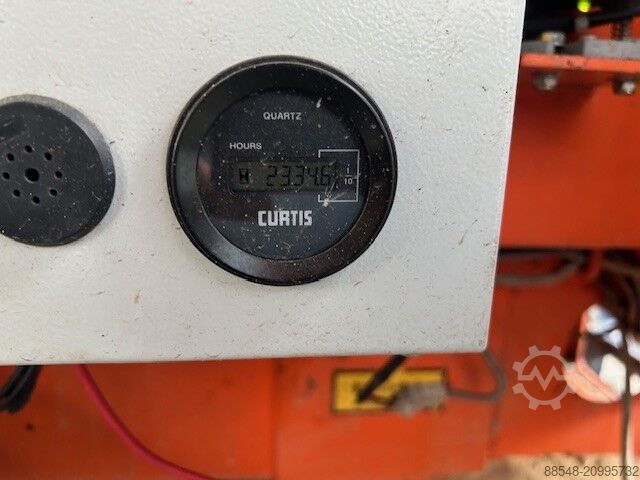 QUARTZ
HOURS
H 2334.6 1/10
CURTIS
88548-20995732